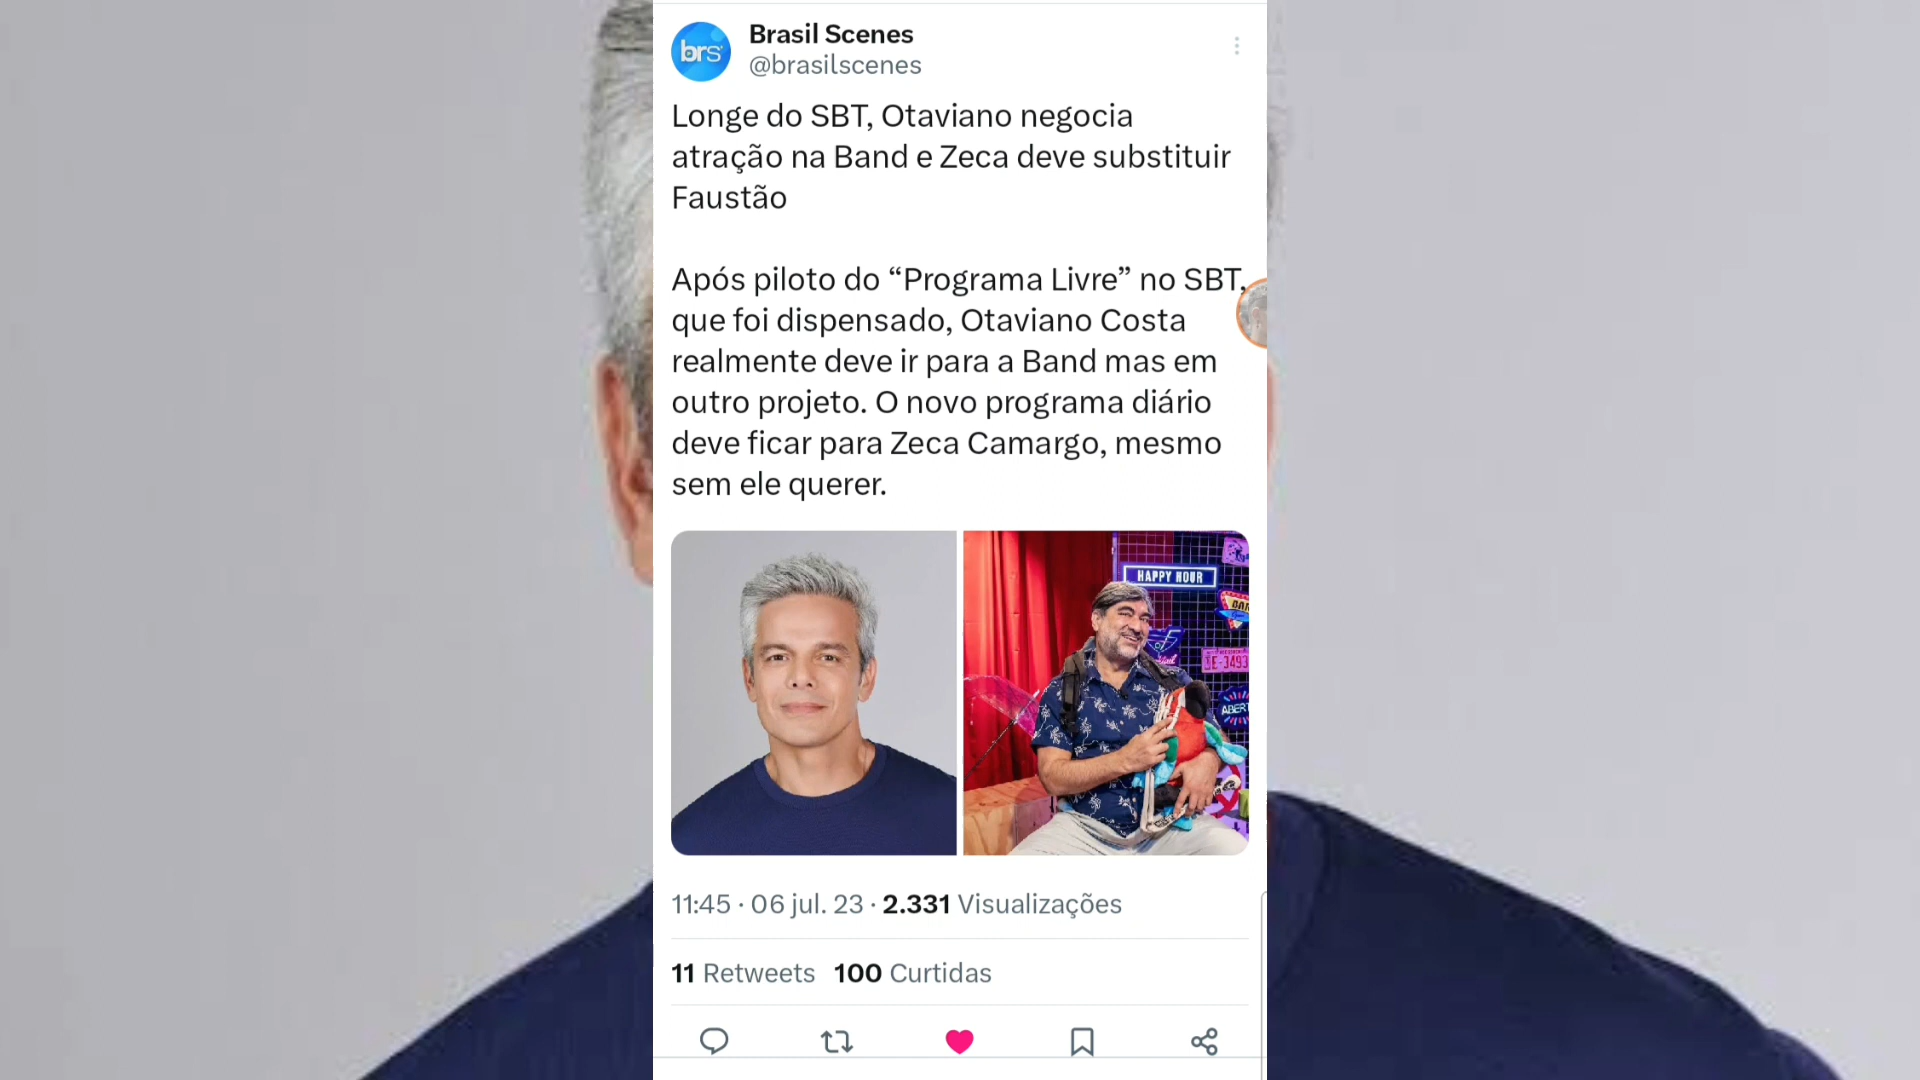 brs
Brasil Scenes
@brasilscenes
Longe do SBT, Otaviano negocia
atração na Band e Zeca deve substituir
Faustão
Após piloto do “Programa Livre” no SBT,
que foi dispensado, Otaviano Costa
realmente deve ir para a Band mas em
outro projeto. O novo programa diário
deve ficar para Zeca Camargo, mesmo
sem ele querer.
HAPPY HOUR
E-3493
11:45 · 06 jul. 23 · 2.331 Visualizações
11 Retweets 100 Curtidas